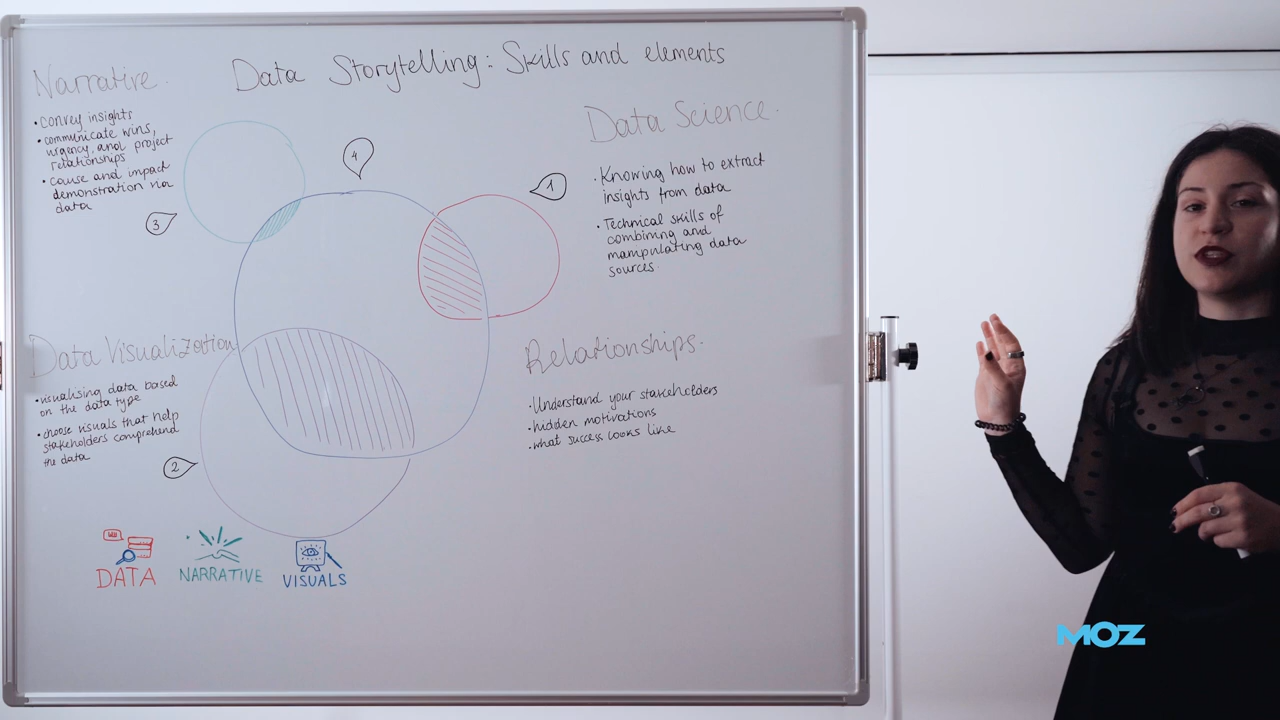 Data Storytelling: Skills and elements
Narrative.
• convey insights
• communicate wins,
urgency, and project
relationships
• cause and impact
demonstration via
data
3
4
1
Data Science.
• Knowing how to extract
insights from data
• Technical skills of
combining and
manipulating data
sources.
Data Visualization
• visualising data based
on the data type
• choose visuals that help
stakeholders comprehend
the data
2
Relationships.
• Understand your stakeholders
• hidden motivations
• what success looks like
DATA
NARRATIVE
VISUALS
MOZ